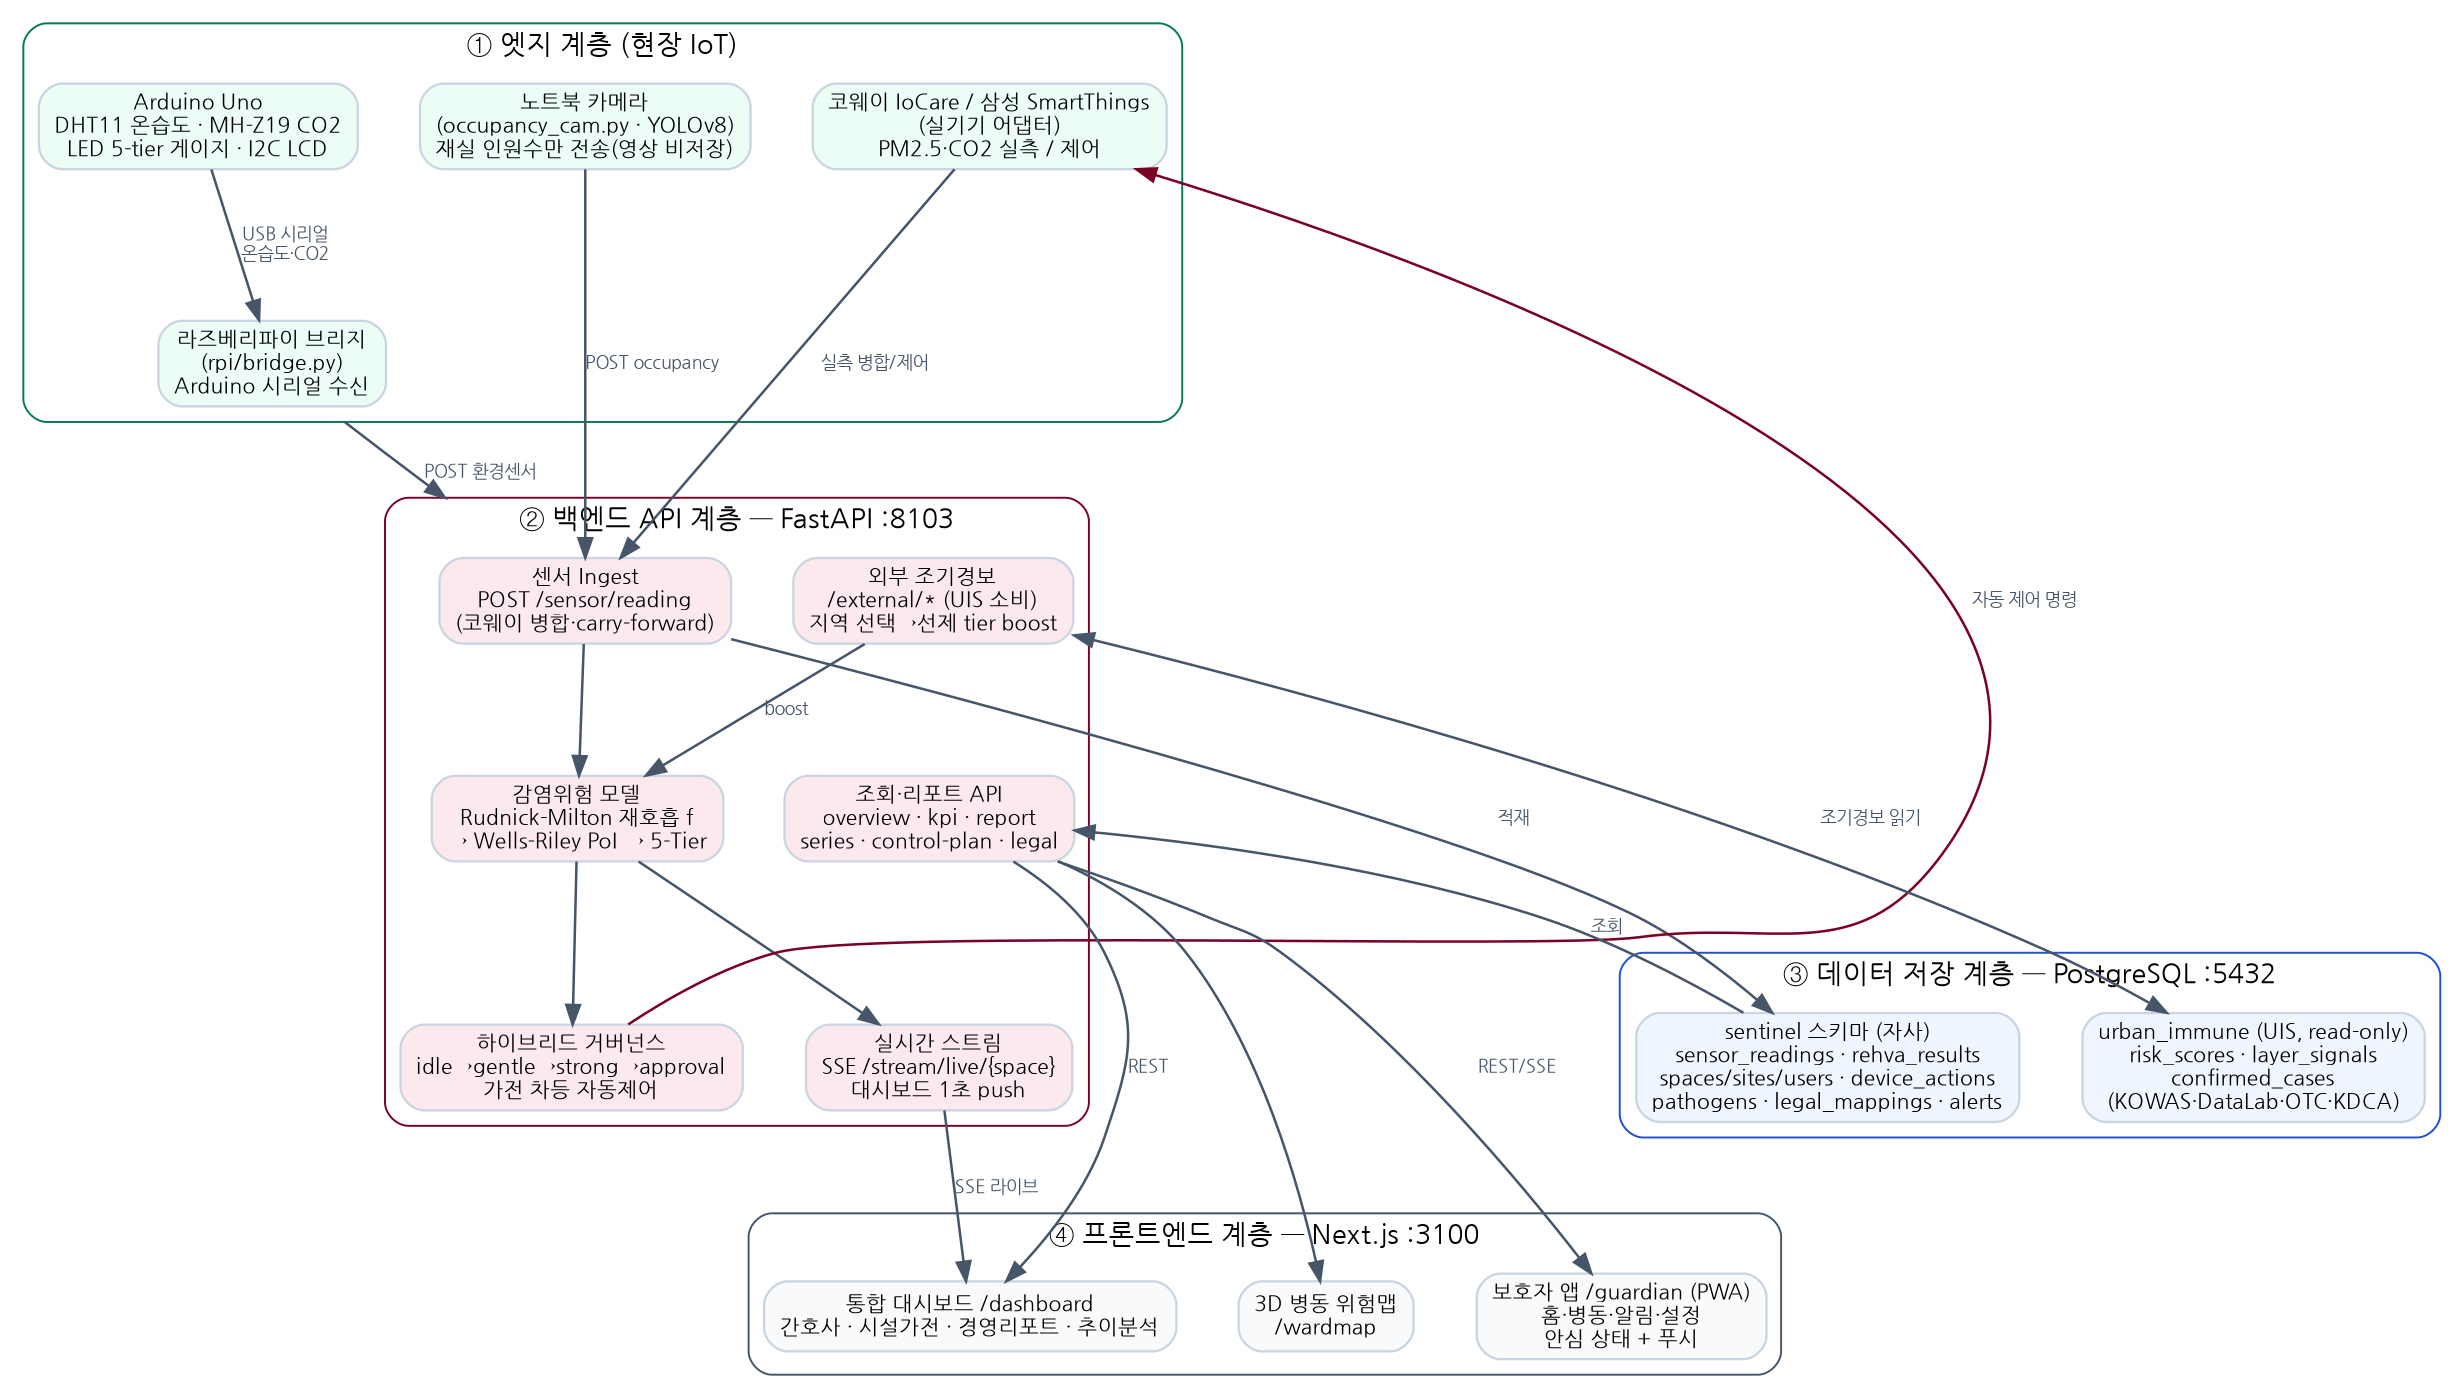 ① 엣지 계층 (현장 IoT)
Arduino Uno
DHT11 온습도 · MH-Z19 CO2
LED 5-tier 게이지 · I2C LCD
노트북 카메라
(occupancy_cam.py · YOLOv8)
재실 인원수만 전송(영상 비저장)
코웨이 IoCare / 삼성 SmartThings
(실기기 어댑터)
PM2.5·CO2 실측 / 제어
USB 시리얼
온습도·CO2
라즈베리파이 브리지
(rpi/bridge.py)
Arduino 시리얼 수신
POST occupancy
실측 병합/제어
POST 환경센서
② 백엔드 API 계층 — FastAPI :8103
센서 Ingest
POST /sensor/reading
(코웨이 병합·carry-forward)
외부 조기경보
/external/* (UIS 소비)
지역 선택 →선제 tier boost
자동 제어 명령
boost
감염위험 모델
Rudnick-Milton 재호흡 f
→ Wells-Riley PoI → 5-Tier
조회·리포트 API
overview · kpi · report
series · control-plan · legal
적재
조기경보 읽기
조회
하이브리드 거버넌스
idle →gentle →strong →approval
가전 차등 자동제어
실시간 스트림
SSE /stream/live/{space}
대시보드 1초 push
REST
REST/SSE
③ 데이터 저장 계층 — PostgreSQL :5432
sentinel 스키마 (자사)
sensor_readings · rehva_results
spaces/sites/users · device_actions
pathogens · legal_mappings · alerts
urban_immune (UIS, read-only)
risk_scores · layer_signals
confirmed_cases
(KOWAS·DataLab·OTC·KDCA)
SSE 라이브
④ 프론트엔드 계층 — Next.js :3100
통합 대시보드 /dashboard
간호사 · 시설가전 · 경영리포트 · 추이분석
3D 병동 위험맵
/wardmap
보호자 앱 /guardian (PWA)
홈·병동·알림·설정
안심 상태 + 푸시